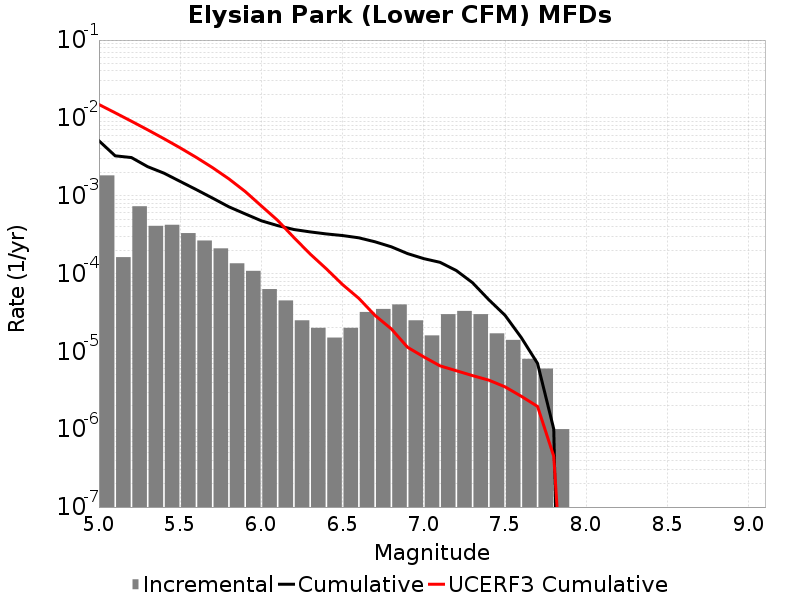 Elysian Park (Lower CFM) MFDs
10-1
10-2
10-3
10-4
10-5
10-6
10-7
Rate (1/yr)
5.0 5.5 6.0 6.5 7.0 7.5 8.0 8.5 9.0
Magnitude
Incremental Cumulative UCERF3 Cumulative